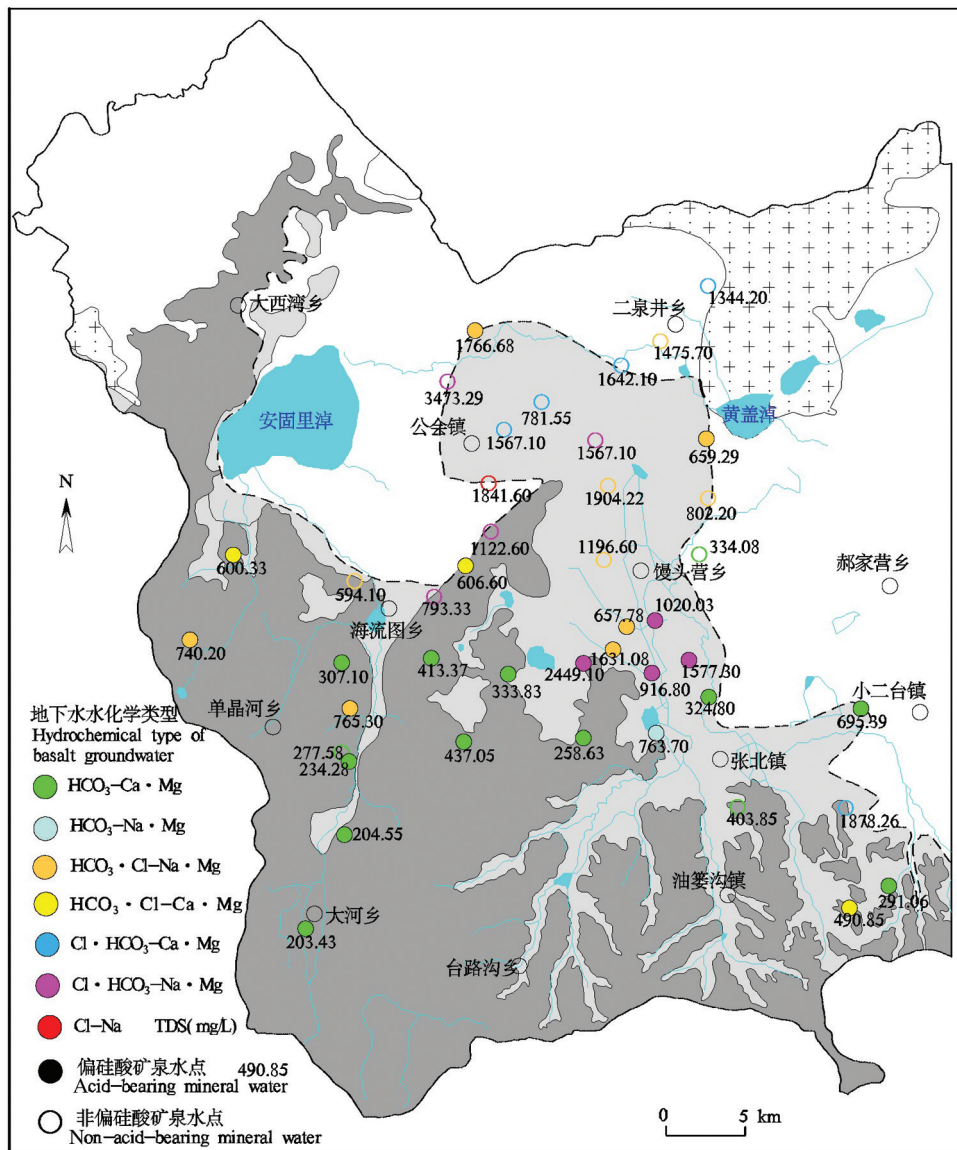 1344.20
二泉井乡
大西湾乡
1766.68
1475.70
1642.10
3473.29
781.55
黄盖淖
安固里淖
公会镇
1567.10
1567.10
659.29
N
1841.60
1904.22
802.20
1122.60
1196.60
334.08
馒头营乡
郝家营乡
600.33
606.60
594.10
793.33
海流图乡
657.78
1020.03
740.20
1631.08
307.10
413.37
333.83
2449.10
1577.30
916.80
324.80
小二台镇
695.39
单晶河乡
765.30
277.58
234.28
437.05
258.63
763.70
张北镇
地下水水化学类型
Hydrochemical type of
basalt groundwater
HCO₃–Ca·Mg
HCO₃–Na·Mg
HCO₃·Cl–Na·Mg
HCO₃·Cl–Ca·Mg
Cl·HCO₃–Ca·Mg
Cl·HCO₃–Na·Mg
Cl–Na TDS(mg/L)
偏硅酸矿泉水点 490.85
Acid–bearing mineral water
非偏硅酸矿泉水点
Non–acid–bearing mineral water
204.55
403.85
1878.26
油篓沟镇
291.06
490.85
大河乡
203.43
台路沟乡
0 5 km